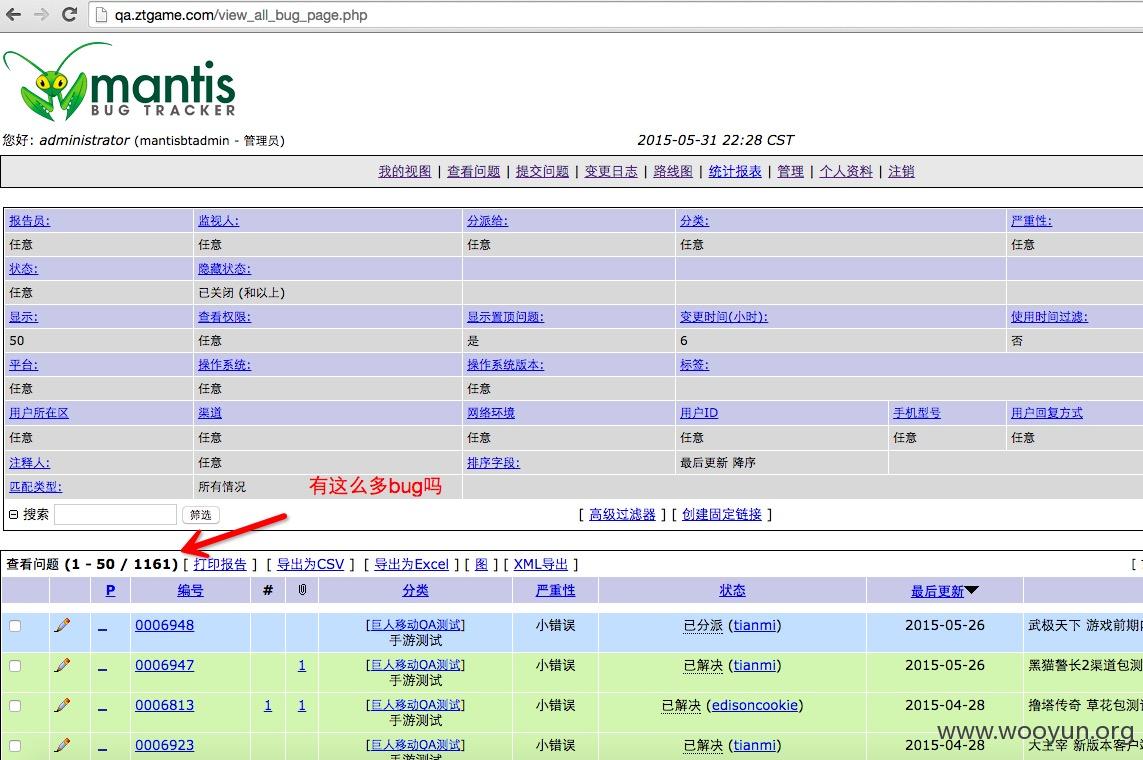 qa.ztgame.com/view_all_bug_page.php
mantis
BUG TRACKER
您好: administrator (mantisbtadmin - 管理员)
2015-05-31 22:28 CST
我的视图 | 查看问题 | 提交问题 | 变更日志 | 路线图 | 统计报表 | 管理 | 个人资料 | 注销
报告员: 监视人: 分派给: 分类: 严重性:
任意 任意 任意 任意 任意
状态: 隐藏状态:
任意 已关闭 (和以上)
显示: 查看权限: 显示置顶问题: 变更时间(小时): 使用时间过滤:
50 任意 是 6 否
平台: 操作系统: 操作系统版本: 标签:
任意 任意 任意
用户所在区 渠道 网络环境 用户ID 手机型号 用户回复方式
任意 任意 任意 任意 任意 任意
注释人: 任意 排序字段: 最后更新 降序
匹配类型: 所有情况
有这么多bug吗
搜索 筛选 [ 高级过滤器 ] [ 创建固定链接 ]
查看问题 (1 - 50 / 1161) [ 打印报告 ] [ 导出为CSV ] [ 导出为Excel ] [ 图 ] [ XML导出 ] [
P 编号 # 分类 严重性 状态 最后更新
0006948 [巨人移动QA测试] 小错误 已分派 (tianmi) 2015-05-26 武极天下 游戏前期
手游测试
0006947 1 [巨人移动QA测试] 小错误 已解决 (tianmi) 2015-05-26 黑猫警长2渠道包测
手游测试
0006813 1 1 [巨人移动QA测试] 小错误 已解决 (edisoncookie) 2015-04-28 撸塔传奇 草花包测
手游测试
0006923 [巨人移动QA测试] 小错误 已解决 (tianmi) 2015-04-28 大主宰 新版本客户
手游测试
www.wooyun.org